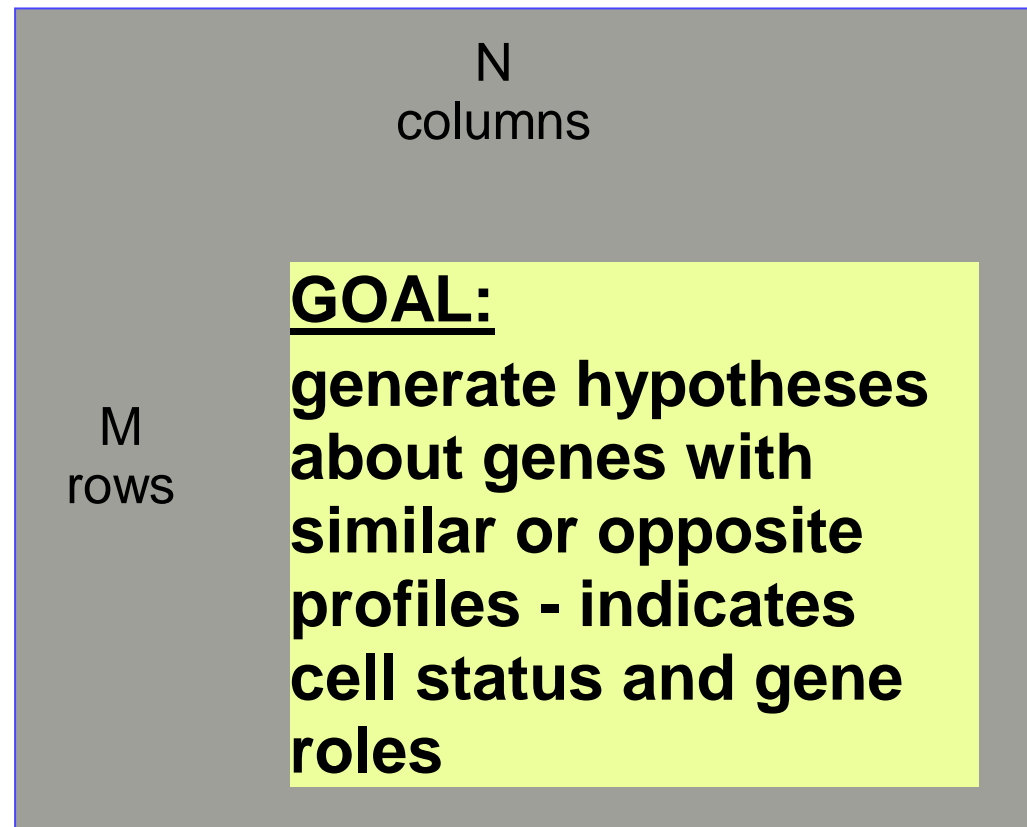 N
columns
M
rows
GOAL:
generate hypotheses
about genes with
similar or opposite
profiles - indicates
cell status and gene
roles